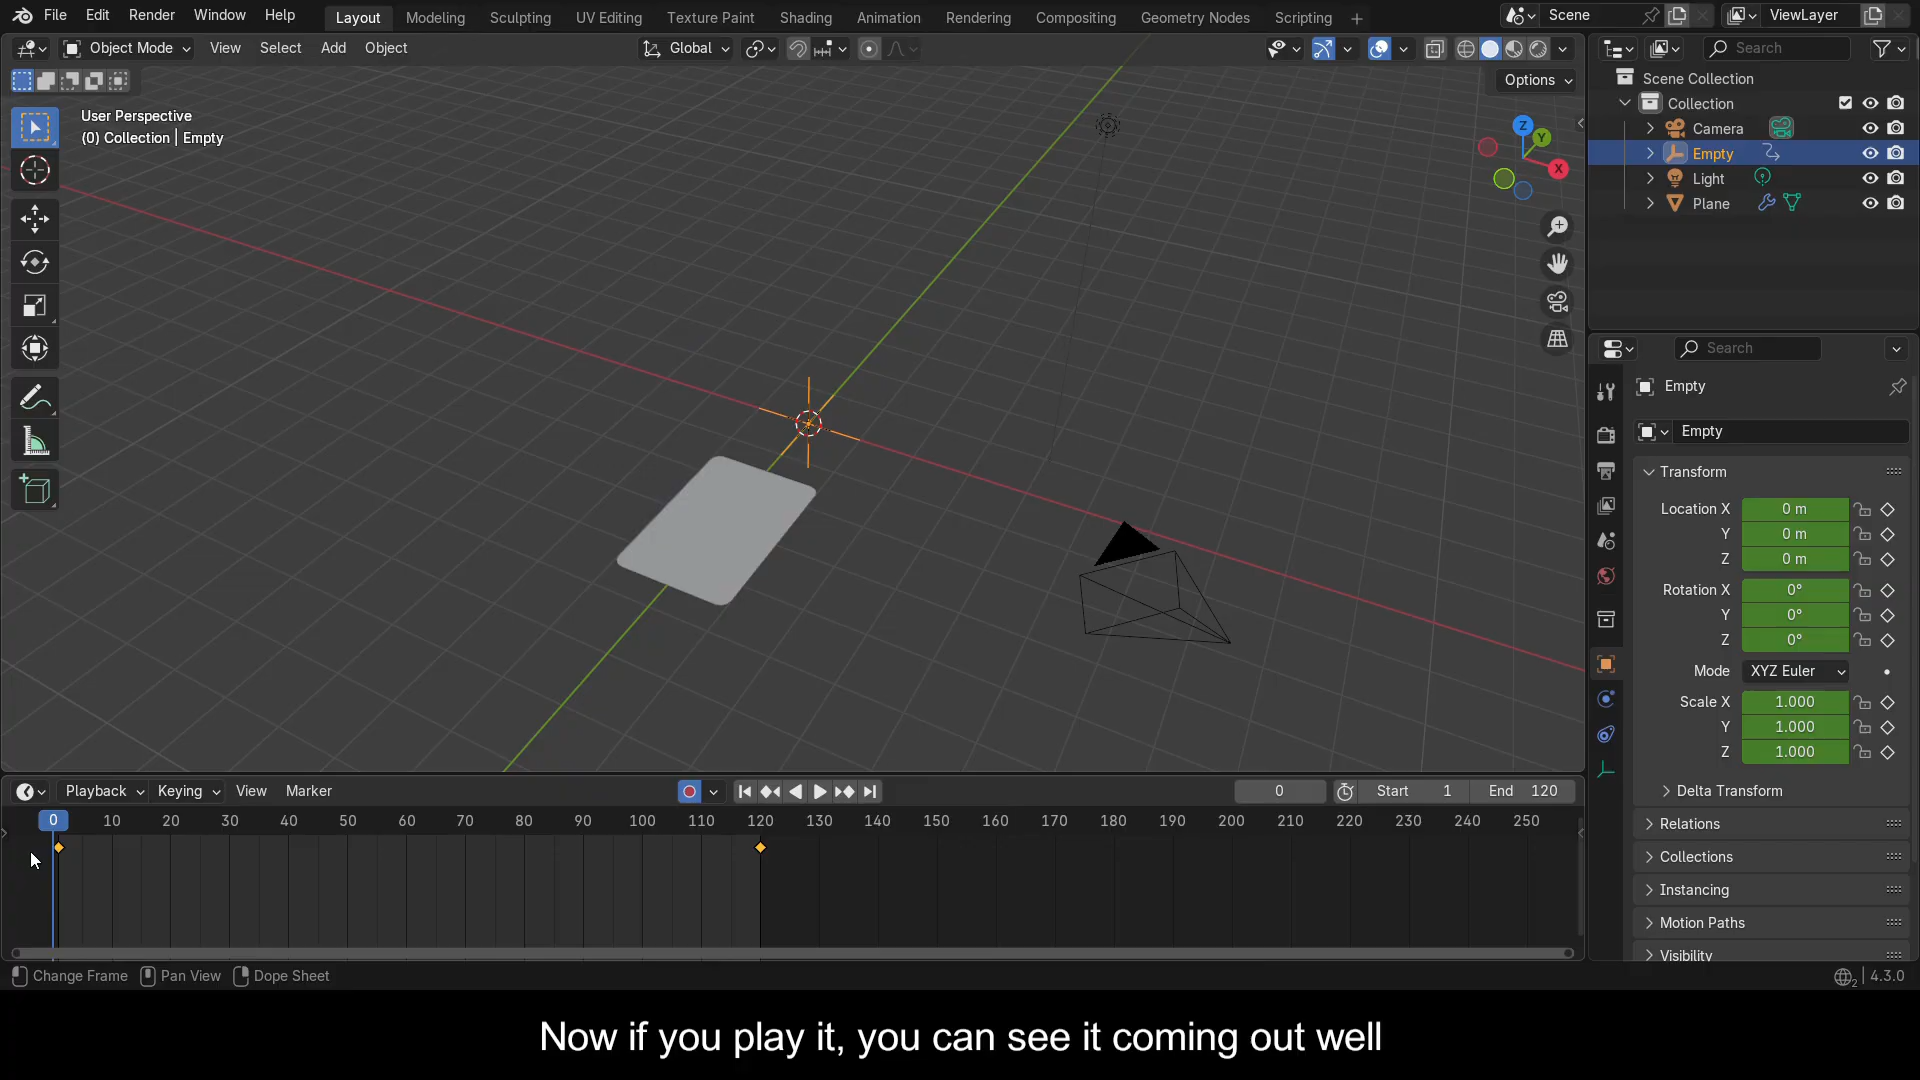 File Edit Render Window Help Layout Modeling Sculpting UV Editing Texture Paint Shading Animation Rendering Compositing Geometry Nodes Scripting + Scene ViewLayer
Object Mode View Select Add Object Global Search
Options
User Perspective
(0) Collection | Empty
Z
Y
X
Scene Collection
Collection
Camera
Empty
Light
Plane
Search
Empty
Empty
Transform
Location X 0 m
Y 0 m
Z 0 m
Rotation X 0°
Y 0°
Z 0°
Mode XYZ Euler
Scale X 1.000
Y 1.000
Z 1.000
Delta Transform
Relations
Collections
Instancing
Motion Paths
Visibility
Playback Keying View Marker 0 Start 1 End 120
0 10 20 30 40 50 60 70 80 90 100 110 120 130 140 150 160 170 180 190 200 210 220 230 240 250
Change Frame Pan View Dope Sheet 2 4.3.0
Now if you play it, you can see it coming out well